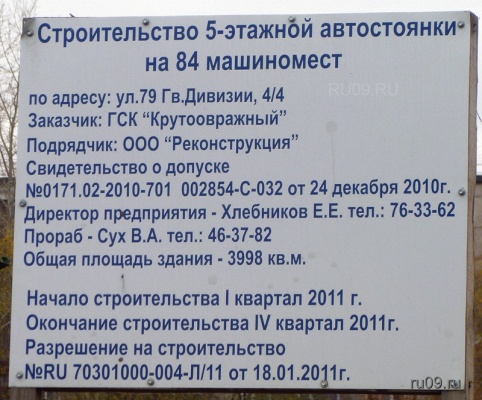 Строительство 5-этажной автостоянки
на 84 машиномест
RU09.RU
по адресу: ул.79 Гв.Дивизии, 4/4
Заказчик: ГСК “Крутоовражный”
Подрядчик: ООО “Реконструкция”
Свидетельство о допуске
№0171.02-2010-701 002854-С-032 от 24 декабря 2010г.
Директор предприятия - Хлебников Е.Е. тел.: 76-33-62
Прораб - Сух В.А. тел.: 46-37-82
Общая площадь здания - 3998 кв.м.
Начало строительства I квартал 2011 г.
Окончание строительства IV квартал 2011г.
Разрешение на строительство
№RU 70301000-004-Л/11 от 18.01.2011г.
ru09.ru